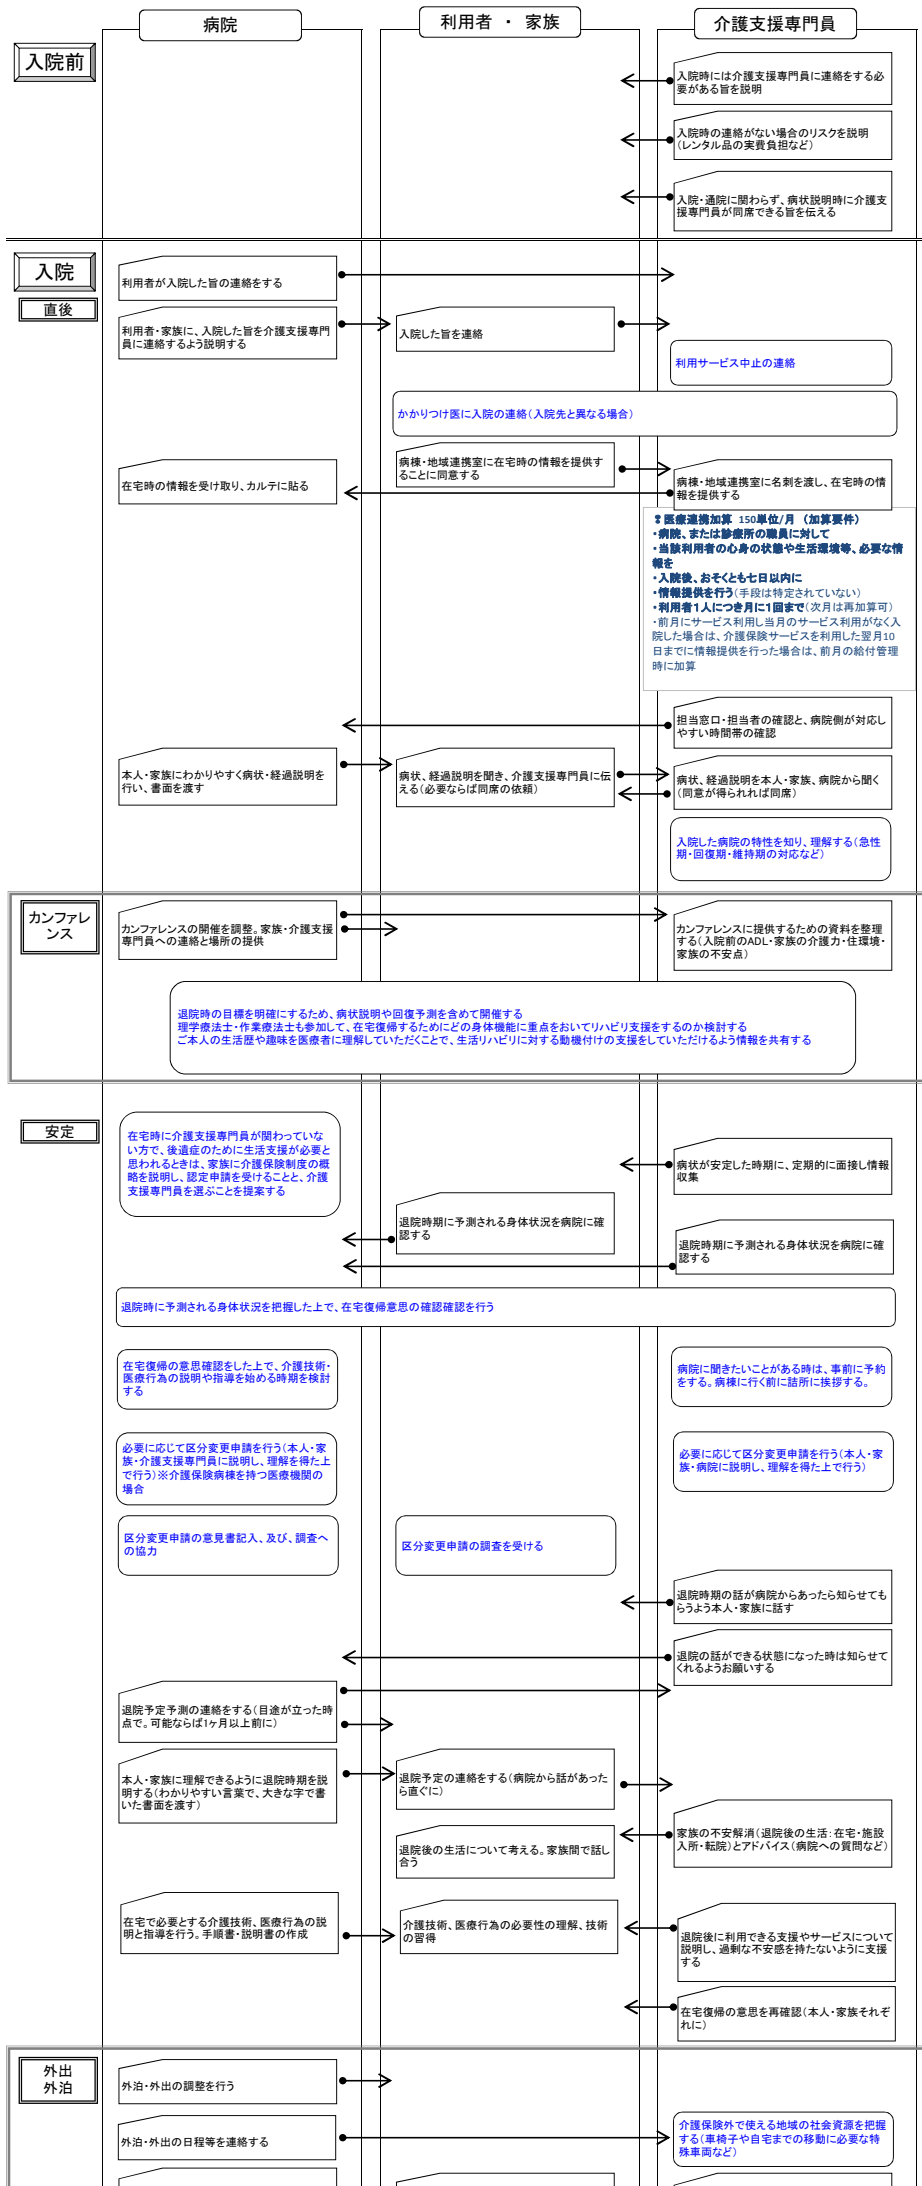 病院
利用者 ・ 家族
介護支援専門員
入院前
入院時には介護支援専門員に連絡をする必
要がある旨を説明
入院時の連絡がない場合のリスクを説明
(レンタル品の実費負担など)
入院・通院に関わらず、病状説明時に介護支
援専門員が同席できる旨を伝える
入院
直後
利用者が入院した旨の連絡をする
利用者・家族に、入院した旨を介護支援専門
員に連絡するよう説明する
入院した旨を連絡
利用サービス中止の連絡
かかりつけ医に入院の連絡(入院先と異なる場合)
在宅時の情報を受け取り、カルテに貼る
病棟・地域連携室に在宅時の情報を提供す
ることに同意する
病棟・地域連携室に名刺を渡し、在宅時の情
報を提供する
医療連携加算 150単位/月 (加算要件)
・病院、または診療所の職員に対して
・当該利用者の心身の状態や生活環境等、必要な情
報を
・入院後、おそくとも七日以内に
・情報提供を行う(手段は特定されていない)
・利用者1人につき月に1回まで(次月は再加算可)
・前月にサービス利用し当月のサービス利用がなく入
院した場合は、介護保険サービスを利用した翌月10
日までに情報提供を行った場合は、前月の給付管理
時に加算
担当窓口・担当者の確認と、病院側が対応し
やすい時間帯の確認
本人・家族にわかりやすく病状・経過説明を
行い、書面を渡す
病状、経過説明を聞き、介護支援専門員に伝
える(必要ならば同席の依頼)
病状、経過説明を本人・家族、病院から聞く
(同意が得られれば同席)
入院した病院の特性を知り、理解する(急性
期・回復期・維持期の対応など)
カンファレ
ンス
カンファレンスの開催を調整。家族・介護支援
専門員への連絡と場所の提供
カンファレンスに提供するための資料を整理
する(入院前のADL・家族の介護力・住環境・
家族の不安点)
退院時の目標を明確にするため、病状説明や回復予測を含めて開催する
理学療法士・作業療法士も参加して、在宅復帰するためにどの身体機能に重点をおいてリハビリ支援をするのか検討する
ご本人の生活歴や趣味を医療者に理解していただくことで、生活リハビリに対する動機付けの支援をしていただけるよう情報を共有する
安定
在宅時に介護支援専門員が関わっていな
い方で、後遺症のために生活支援が必要と
思われるときは、家族に介護保険制度の概
略を説明し、認定申請を受けることと、介護
支援専門員を選ぶことを提案する
病状が安定した時期に、定期的に面接し情報
収集
退院時期に予測される身体状況を病院に確
認する
退院時期に予測される身体状況を病院に確
認する
退院時に予測される身体状況を把握した上で、在宅復帰意思の確認確認を行う
在宅復帰の意思確認をした上で、介護技術・
医療行為の説明や指導を始める時期を検討
する
病院に聞きたいことがある時は、事前に予約
をする。病棟に行く前に詰所に挨拶する。
必要に応じて区分変更申請を行う(本人・家
族・介護支援専門員に説明し、理解を得た上
で行う)※介護保険病棟を持つ医療機関の
場合
必要に応じて区分変更申請を行う(本人・家
族・病院に説明し、理解を得た上で行う)
区分変更申請の意見書記入、及び、調査へ
の協力
区分変更申請の調査を受ける
退院時期の話が病院からあったら知らせても
らうよう本人・家族に話す
退院の話ができる状態になった時は知らせて
くれるようお願いする
退院予定予測の連絡をする(目途が立った時
点で。可能ならば1ヶ月以上前に)
本人・家族に理解できるように退院時期を説
明する(わかりやすい言葉で、大きな字で書
いた書面を渡す)
退院予定の連絡をする(病院から話があった
ら直ぐに)
家族の不安解消(退院後の生活:在宅・施設
入所・転院)とアドバイス(病院への質問など)
退院後の生活について考える。家族間で話し
合う
在宅で必要とする介護技術、医療行為の説
明と指導を行う。手順書・説明書の作成
介護技術、医療行為の必要性の理解、技術
の習得
退院後に利用できる支援やサービスについて
説明し、過剰な不安感を持たないように支援
する
在宅復帰の意思を再確認(本人・家族それぞ
れに)
外出
外泊
外泊・外出の調整を行う
外泊・外出の日程等を連絡する
介護保険外で使える地域の社会資源を把握
する(車椅子や自宅までの移動に必要な特
殊車両など)